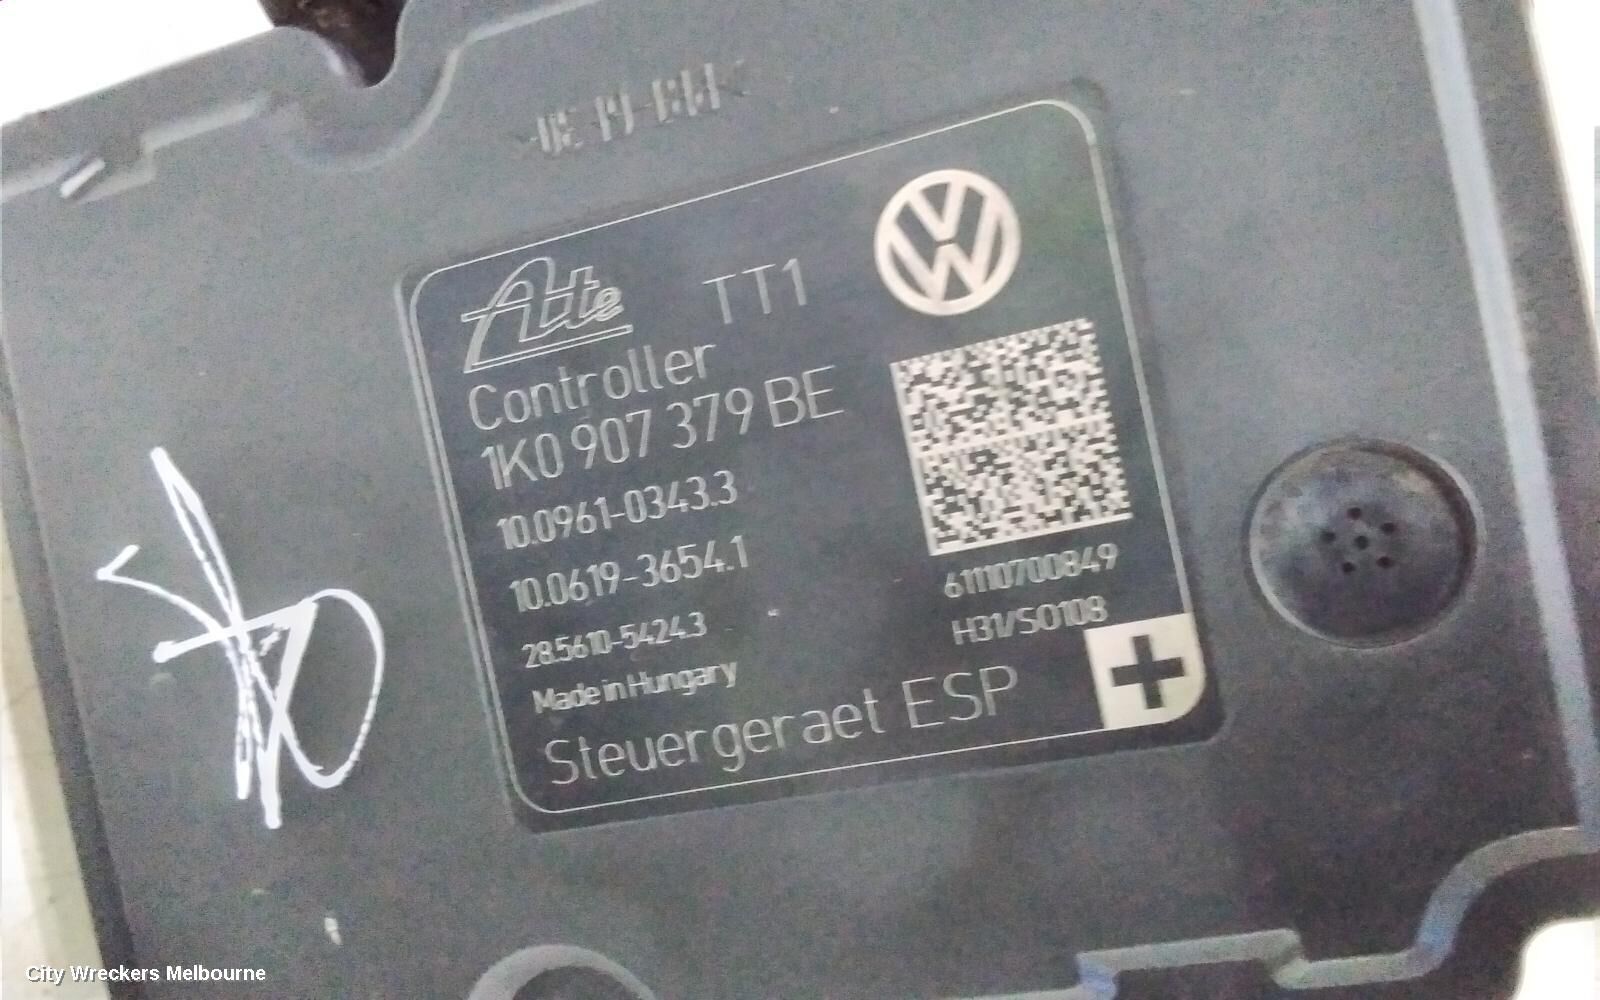 Ate TT1
Controller
1K0 907 379 BE
10.0961-0343.3
10.0619-3654.1
28.5610-5424.3
Made in Hungary
Steuergeraet ESP
61110700849
H31/S0108
City Wreckers Melbourne